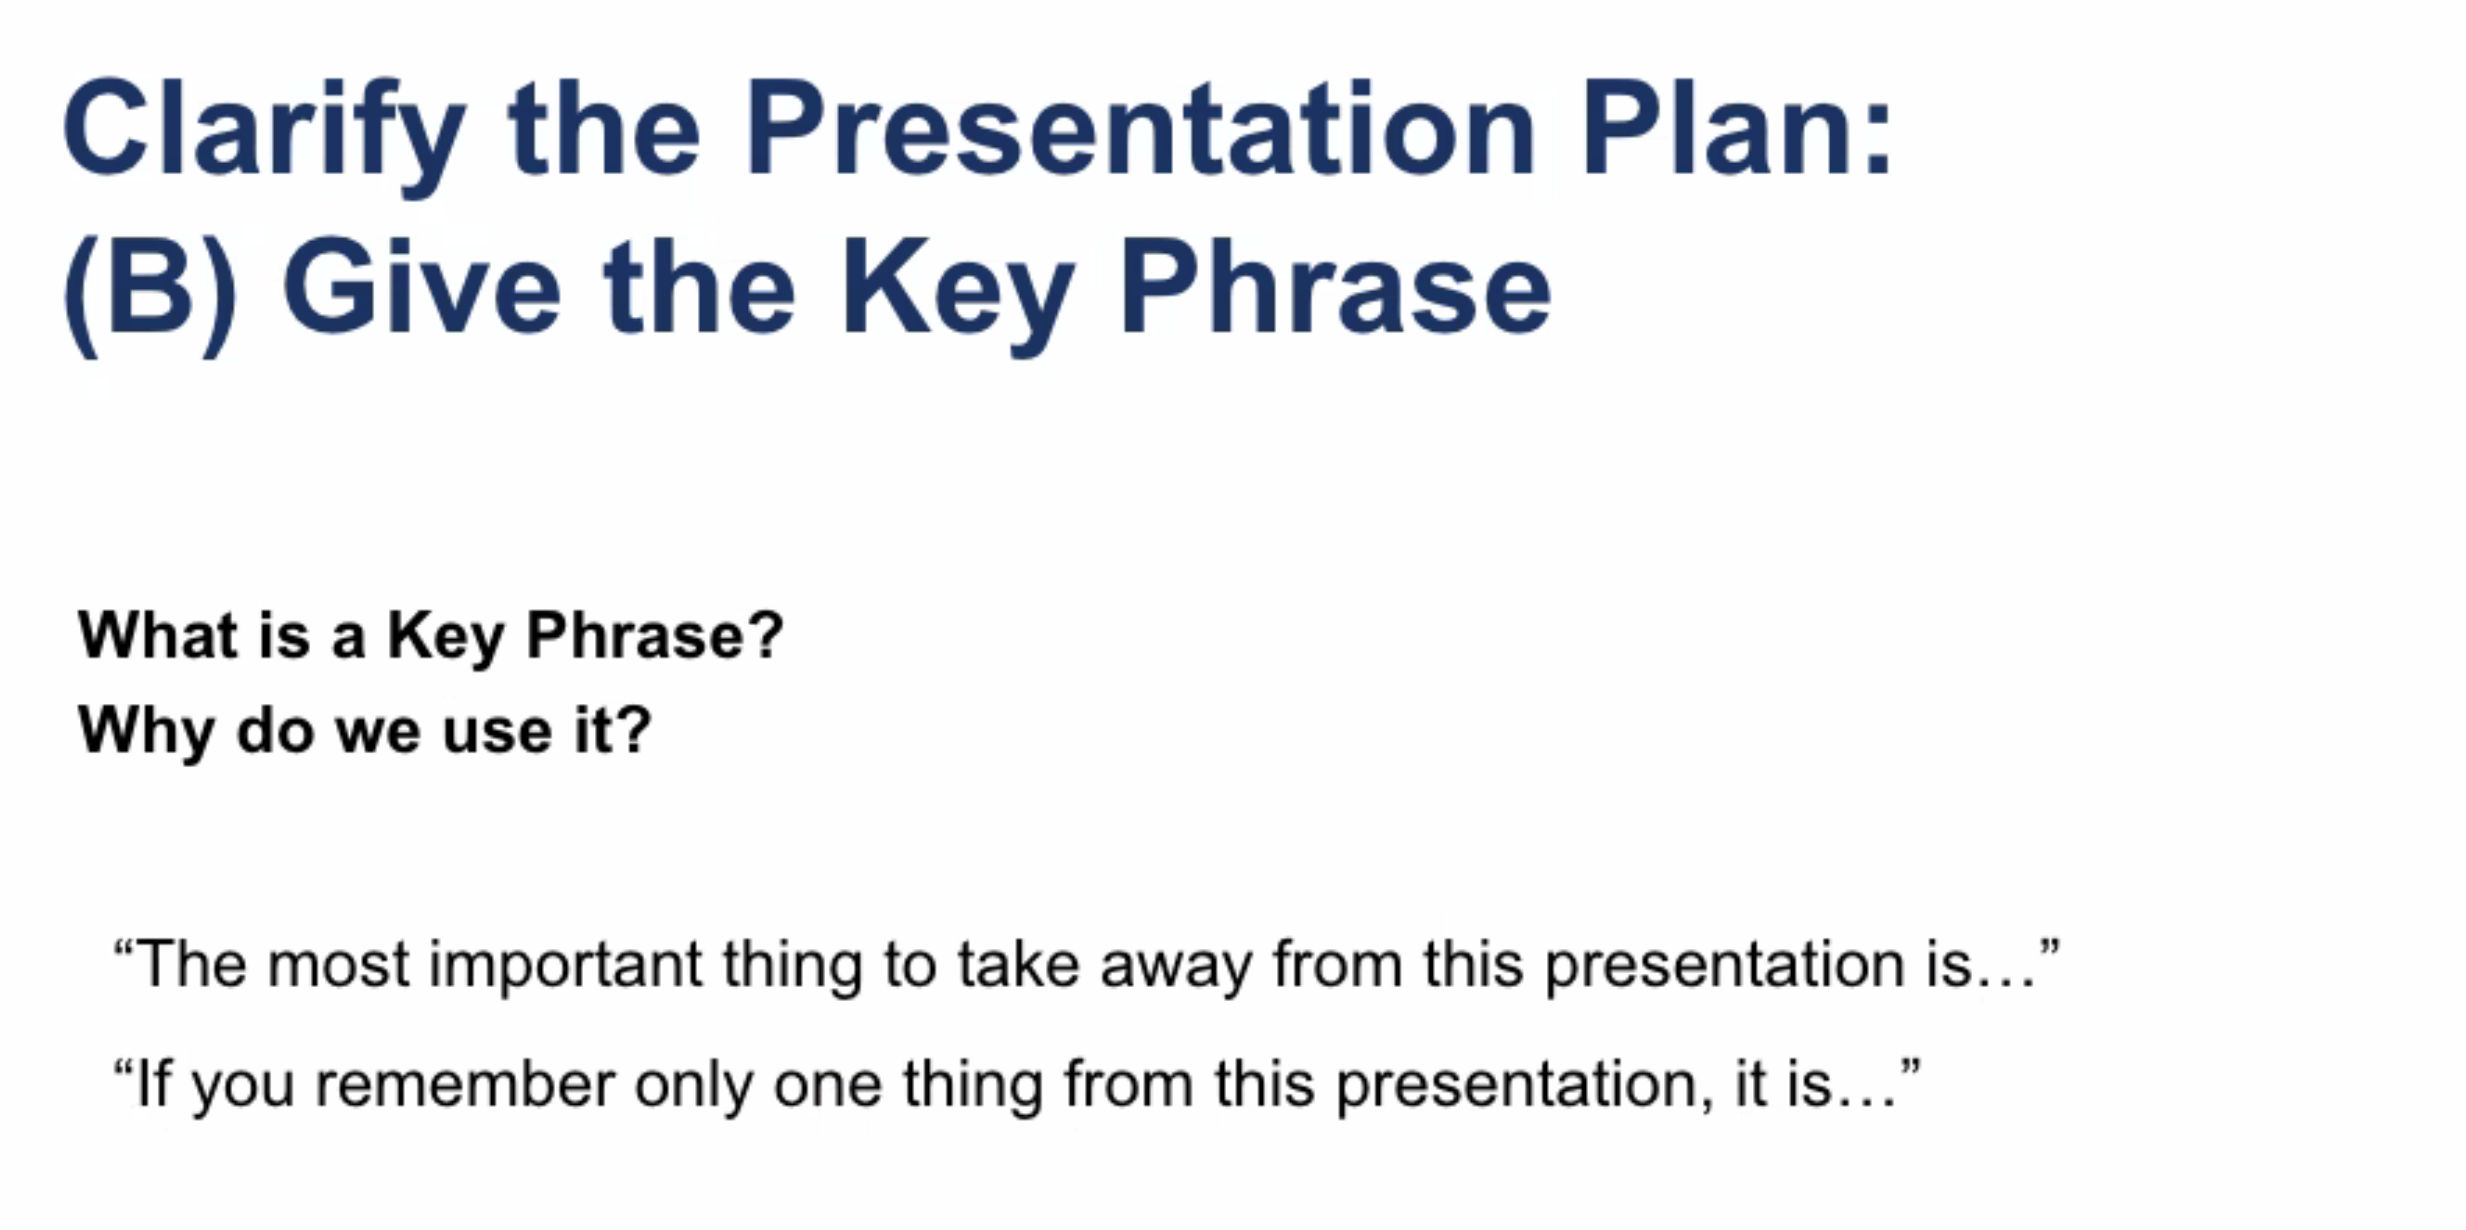 Clarify the Presentation Plan:
(B) Give the Key Phrase
What is a Key Phrase?
Why do we use it?
“The most important thing to take away from this presentation is…”
“If you remember only one thing from this presentation, it is…”